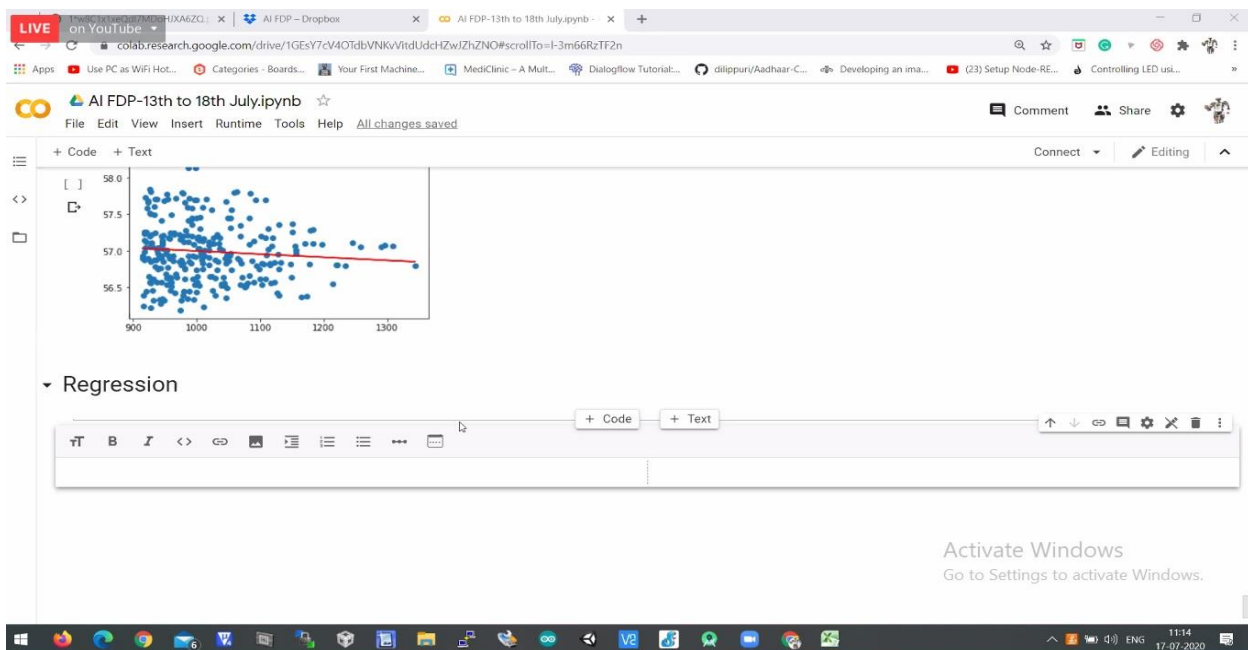 LIVE on YouTube
AI FDP – Dropbox
AI FDP-13th to 18th July.ipynb -
colab.research.google.com/drive/1GEsY7cV4OTdbVNKvVitdUdcHZwJZhZNO#scrollTo=l-3m66RzTF2n
Apps Use PC as WiFi Hot... Categories - Boards... Your First Machine... MediClinic – A Mult... Dialogflow Tutorial:... dilippuri/Aadhaar-C... Developing an ima... (23) Setup Node-RE... Controlling LED usi... »
AI FDP-13th to 18th July.ipynb
File Edit View Insert Runtime Tools Help All changes saved
Comment Share
+ Code + Text
Connect Editing
[ ]
58.0
57.5
57.0
56.5
900 1000 1100 1200 1300
Regression
+ Code + Text
Activate Windows
Go to Settings to activate Windows.
ENG 11:14
17-07-2020